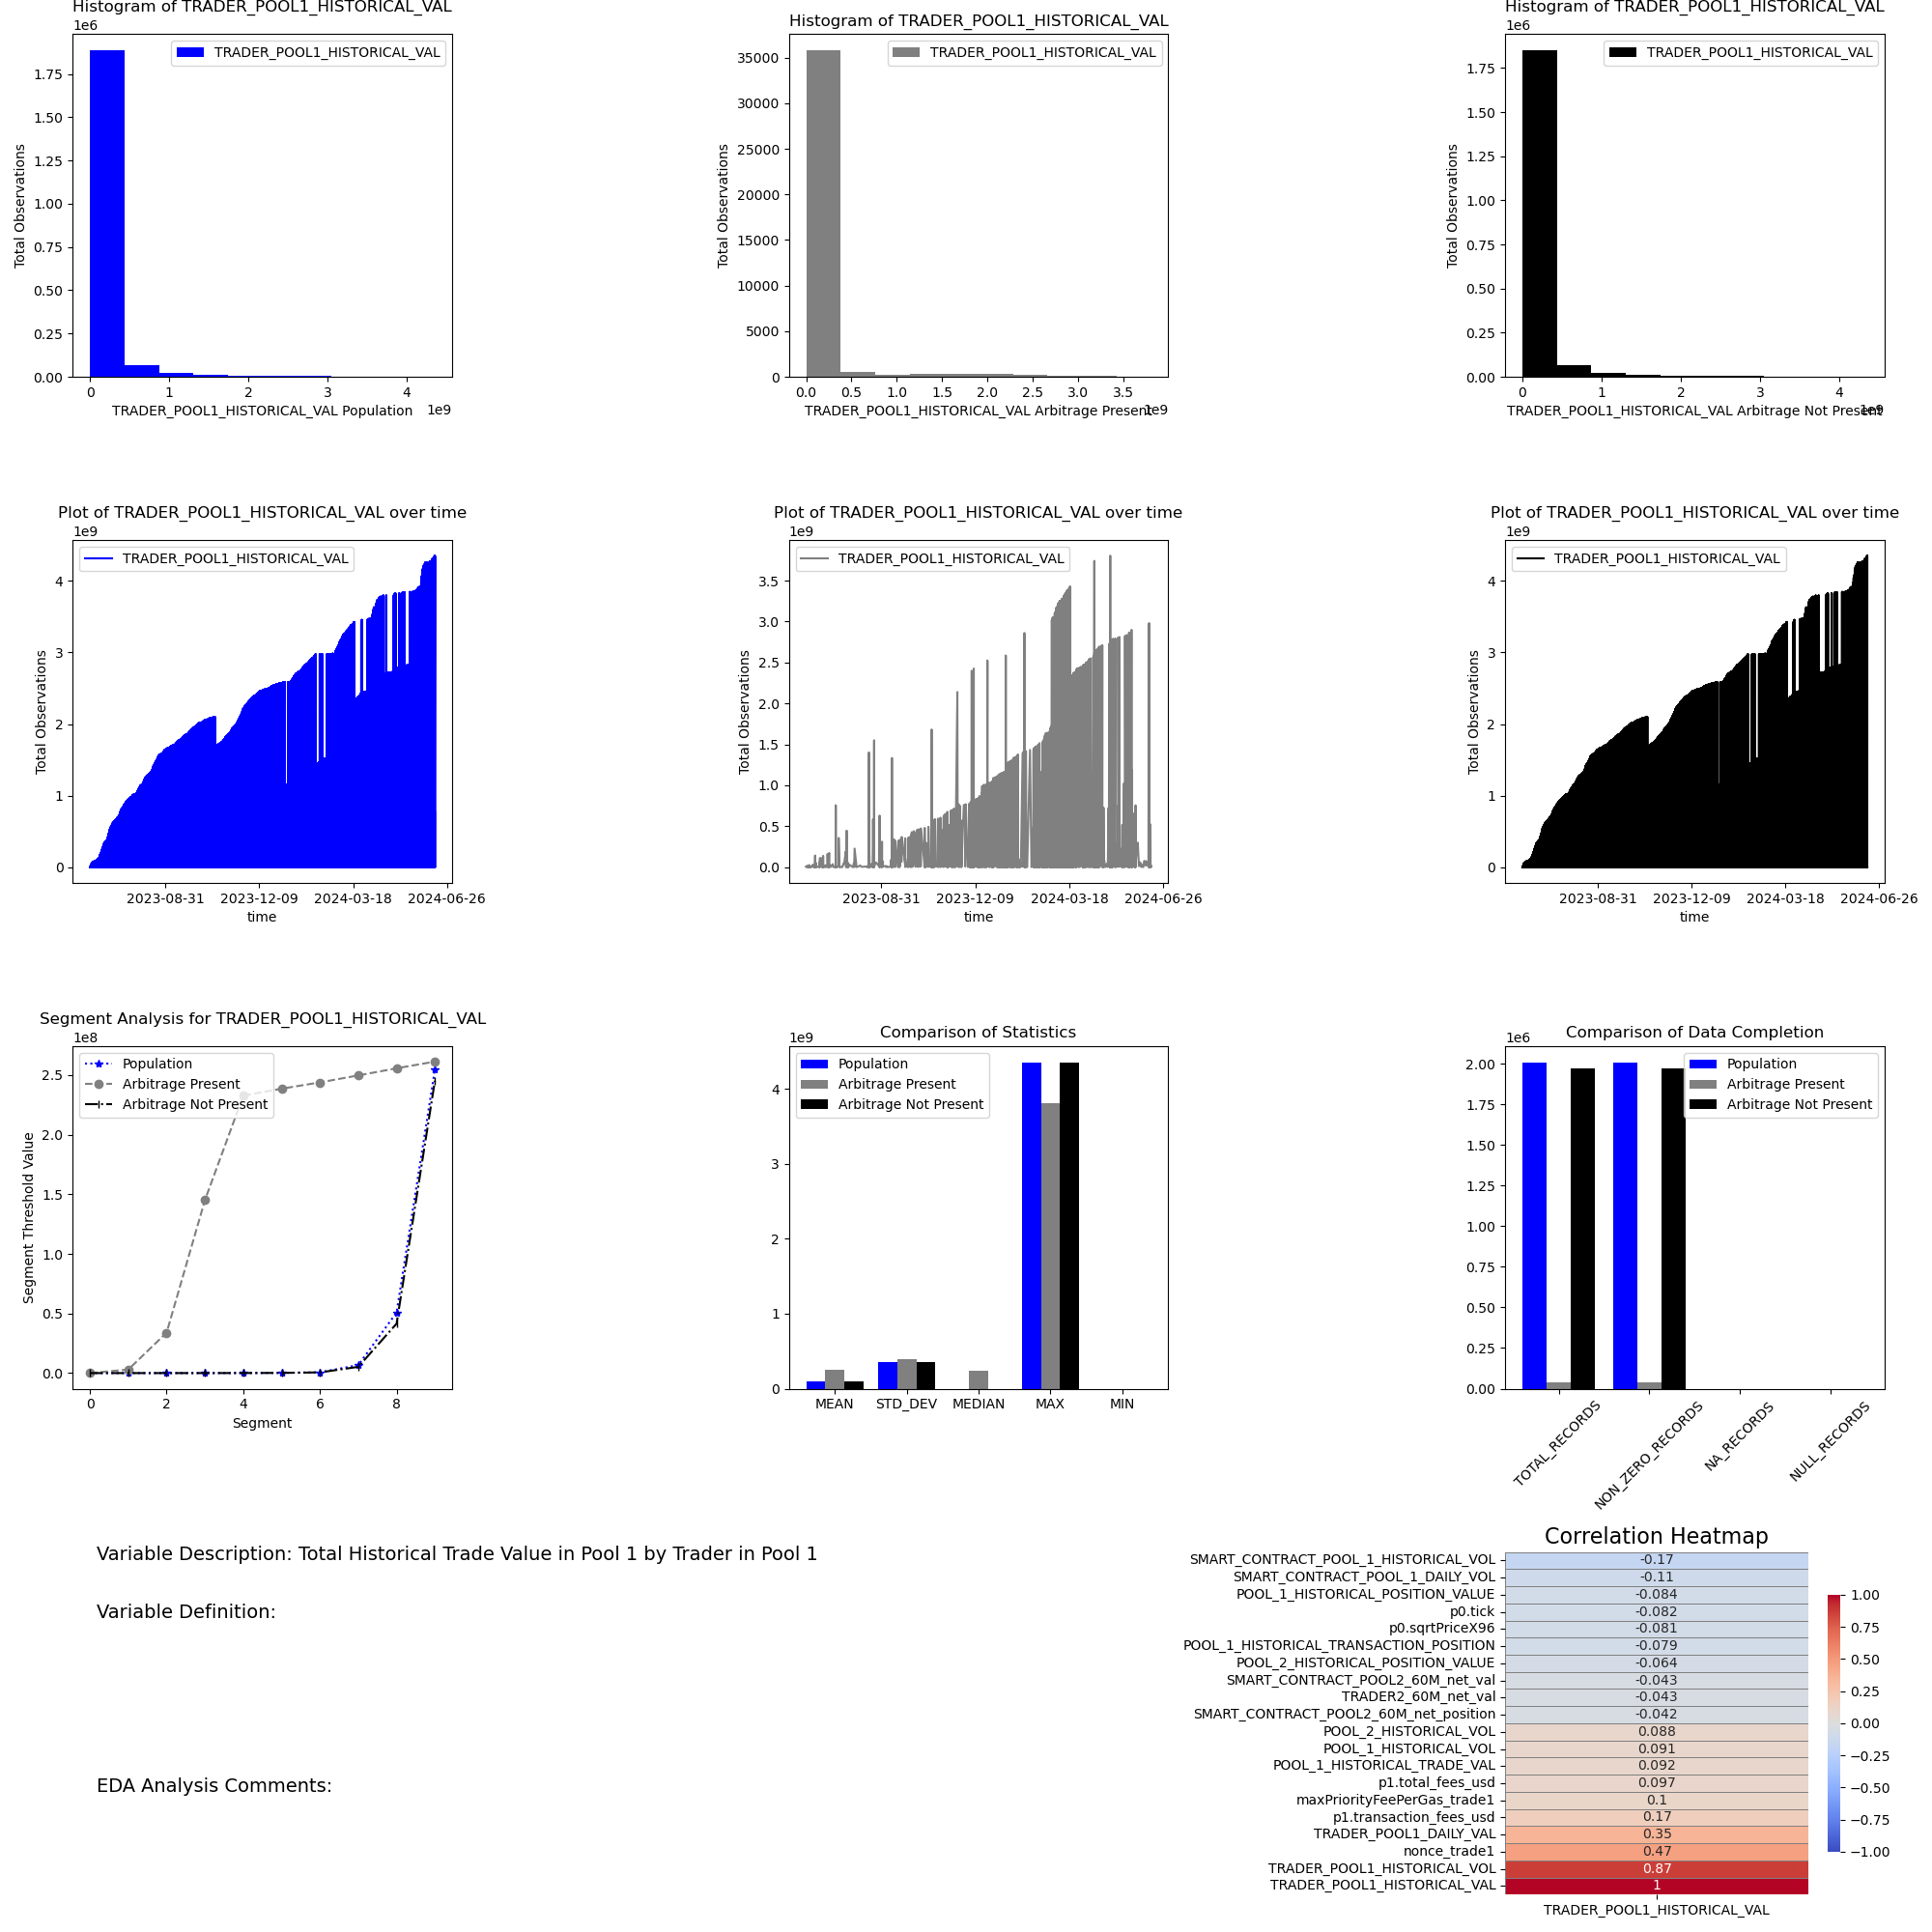 Histogram of TRADER_POOL1_HISTORICAL_VAL
1e6
TRADER_POOL1_HISTORICAL_VAL
1.75
1.50
1.25
1.00
0.75
0.50
0.25
0.00
Total Observations
0 1 2 3 4
1e9
TRADER_POOL1_HISTORICAL_VAL Population
Histogram of TRADER_POOL1_HISTORICAL_VAL
TRADER_POOL1_HISTORICAL_VAL
35000
30000
25000
20000
15000
10000
5000
0
Total Observations
0.0 0.5 1.0 1.5 2.0 2.5 3.0 3.5
TRADER_POOL1_HISTORICAL_VAL Arbitrage Present
1e9
Histogram of TRADER_POOL1_HISTORICAL_VAL
1e6
TRADER_POOL1_HISTORICAL_VAL
1.75
1.50
1.25
1.00
0.75
0.50
0.25
0.00
Total Observations
0 1 2 3 4
TRADER_POOL1_HISTORICAL_VAL Arbitrage Not Present
1e9
Plot of TRADER_POOL1_HISTORICAL_VAL over time
1e9
TRADER_POOL1_HISTORICAL_VAL
4
3
2
1
0
Total Observations
2023-08-31 2023-12-09 2024-03-18 2024-06-26
time
Plot of TRADER_POOL1_HISTORICAL_VAL over time
1e9
TRADER_POOL1_HISTORICAL_VAL
3.5
3.0
2.5
2.0
1.5
1.0
0.5
0.0
Total Observations
2023-08-31 2023-12-09 2024-03-18 2024-06-26
time
Plot of TRADER_POOL1_HISTORICAL_VAL over time
1e9
TRADER_POOL1_HISTORICAL_VAL
4
3
2
1
0
Total Observations
2023-08-31 2023-12-09 2024-03-18 2024-06-26
time
Segment Analysis for TRADER_POOL1_HISTORICAL_VAL
1e8
Population
Arbitrage Present
Arbitrage Not Present
2.5
2.0
1.5
1.0
0.5
0.0
Segment Threshold Value
0 2 4 6 8
Segment
Comparison of Statistics
1e9
Population
Arbitrage Present
Arbitrage Not Present
4
3
2
1
0
MEAN STD_DEV MEDIAN MAX MIN
Comparison of Data Completion
1e6
Population
Arbitrage Present
Arbitrage Not Present
2.00
1.75
1.50
1.25
1.00
0.75
0.50
0.25
0.00
TOTAL_RECORDS
NON_ZERO_RECORDS
NA_RECORDS
NULL_RECORDS
Variable Description: Total Historical Trade Value in Pool 1 by Trader in Pool 1
Variable Definition:
EDA Analysis Comments:
Correlation Heatmap
SMART_CONTRACT_POOL_1_HISTORICAL_VOL -0.17
SMART_CONTRACT_POOL_1_DAILY_VOL -0.11
POOL_1_HISTORICAL_POSITION_VALUE -0.084
p0.tick -0.082
p0.sqrtPriceX96 -0.081
POOL_1_HISTORICAL_TRANSACTION_POSITION -0.079
POOL_2_HISTORICAL_POSITION_VALUE -0.064
SMART_CONTRACT_POOL2_60M_net_val -0.043
TRADER2_60M_net_val -0.043
SMART_CONTRACT_POOL2_60M_net_position -0.042
POOL_2_HISTORICAL_VOL 0.088
POOL_1_HISTORICAL_VOL 0.091
POOL_1_HISTORICAL_TRADE_VAL 0.092
p1.total_fees_usd 0.097
maxPriorityFeePerGas_trade1 0.1
p1.transaction_fees_usd 0.17
TRADER_POOL1_DAILY_VAL 0.35
nonce_trade1 0.47
TRADER_POOL1_HISTORICAL_VOL 0.87
TRADER_POOL1_HISTORICAL_VAL 1
TRADER_POOL1_HISTORICAL_VAL
1.00
0.75
0.50
0.25
0.00
−0.25
−0.50
−0.75
−1.00